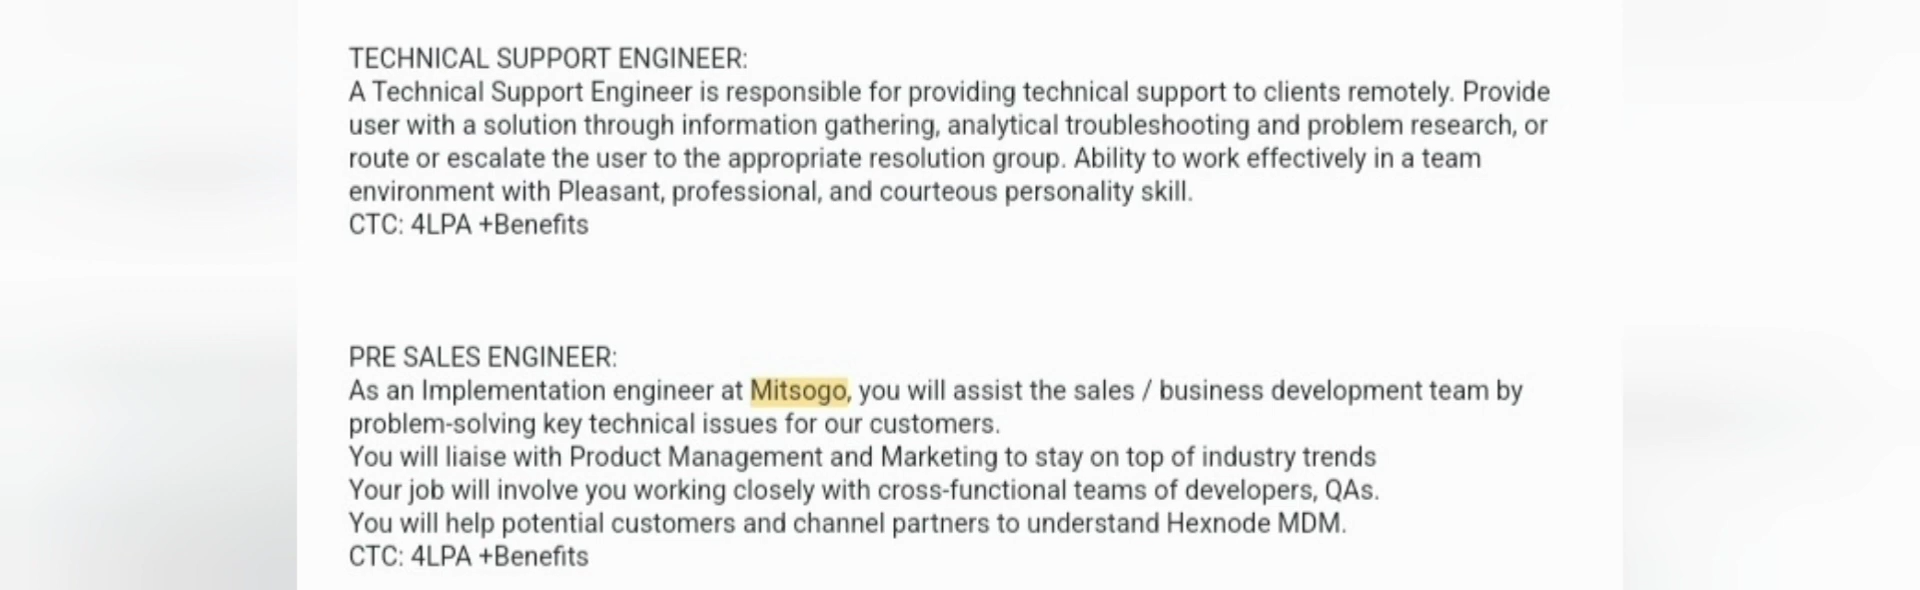 TECHNICAL SUPPORT ENGINEER:
A Technical Support Engineer is responsible for providing technical support to clients remotely. Provide
user with a solution through information gathering, analytical troubleshooting and problem research, or
route or escalate the user to the appropriate resolution group. Ability to work effectively in a team
environment with Pleasant, professional, and courteous personality skill.
CTC: 4LPA +Benefits
PRE SALES ENGINEER:
As an Implementation engineer at Mitsogo, you will assist the sales / business development team by
problem-solving key technical issues for our customers.
You will liaise with Product Management and Marketing to stay on top of industry trends
Your job will involve you working closely with cross-functional teams of developers, QAs.
You will help potential customers and channel partners to understand Hexnode MDM.
CTC: 4LPA +Benefits